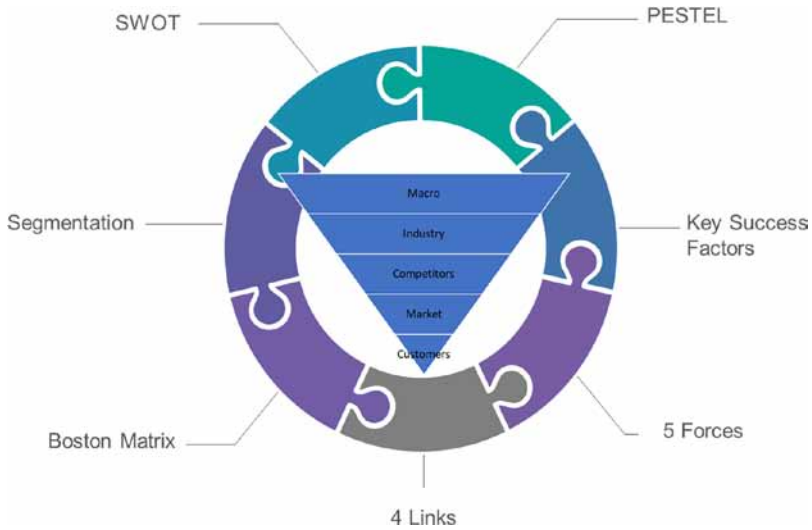 SWOT
PESTEL
Macro
Industry
Segmentation
Key Success
Factors
Competitors
Market
Customers
Boston Matrix
5 Forces
4 Links